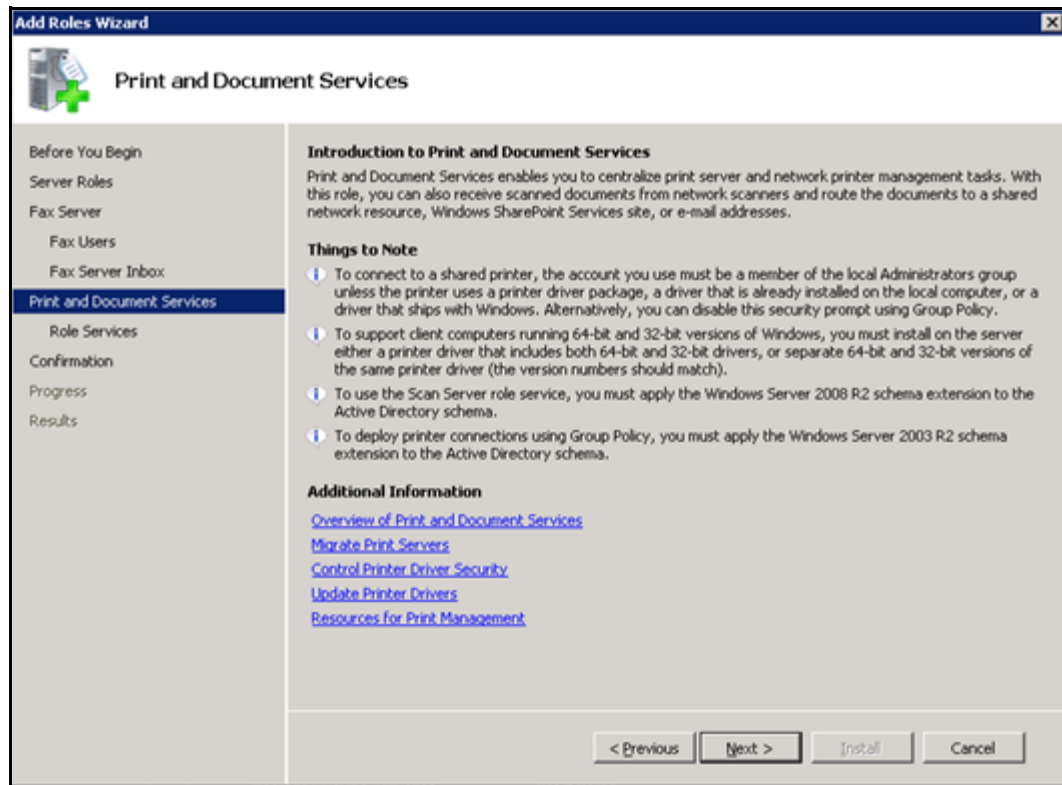 Add Roles Wizard
Print and Document Services
Before You Begin
Server Roles
Fax Server
Fax Users
Fax Server Inbox
Print and Document Services
Role Services
Confirmation
Progress
Results
Introduction to Print and Document Services
Print and Document Services enables you to centralize print server and network printer management tasks. With
this role, you can also receive scanned documents from network scanners and route the documents to a shared
network resource, Windows SharePoint Services site, or e-mail addresses.
Things to Note
To connect to a shared printer, the account you use must be a member of the local Administrators group
unless the printer uses a printer driver package, a driver that is already installed on the local computer, or a
driver that ships with Windows. Alternatively, you can disable this security prompt using Group Policy.
To support client computers running 64-bit and 32-bit versions of Windows, you must install on the server
either a printer driver that includes both 64-bit and 32-bit drivers, or separate 64-bit and 32-bit versions of
the same printer driver (the version numbers should match).
To use the Scan Server role service, you must apply the Windows Server 2008 R2 schema extension to the
Active Directory schema.
To deploy printer connections using Group Policy, you must apply the Windows Server 2003 R2 schema
extension to the Active Directory schema.
Additional Information
Overview of Print and Document Services
Migrate Print Servers
Control Printer Driver Security
Update Printer Drivers
Resources for Print Management
< Previous
Next >
Install
Cancel